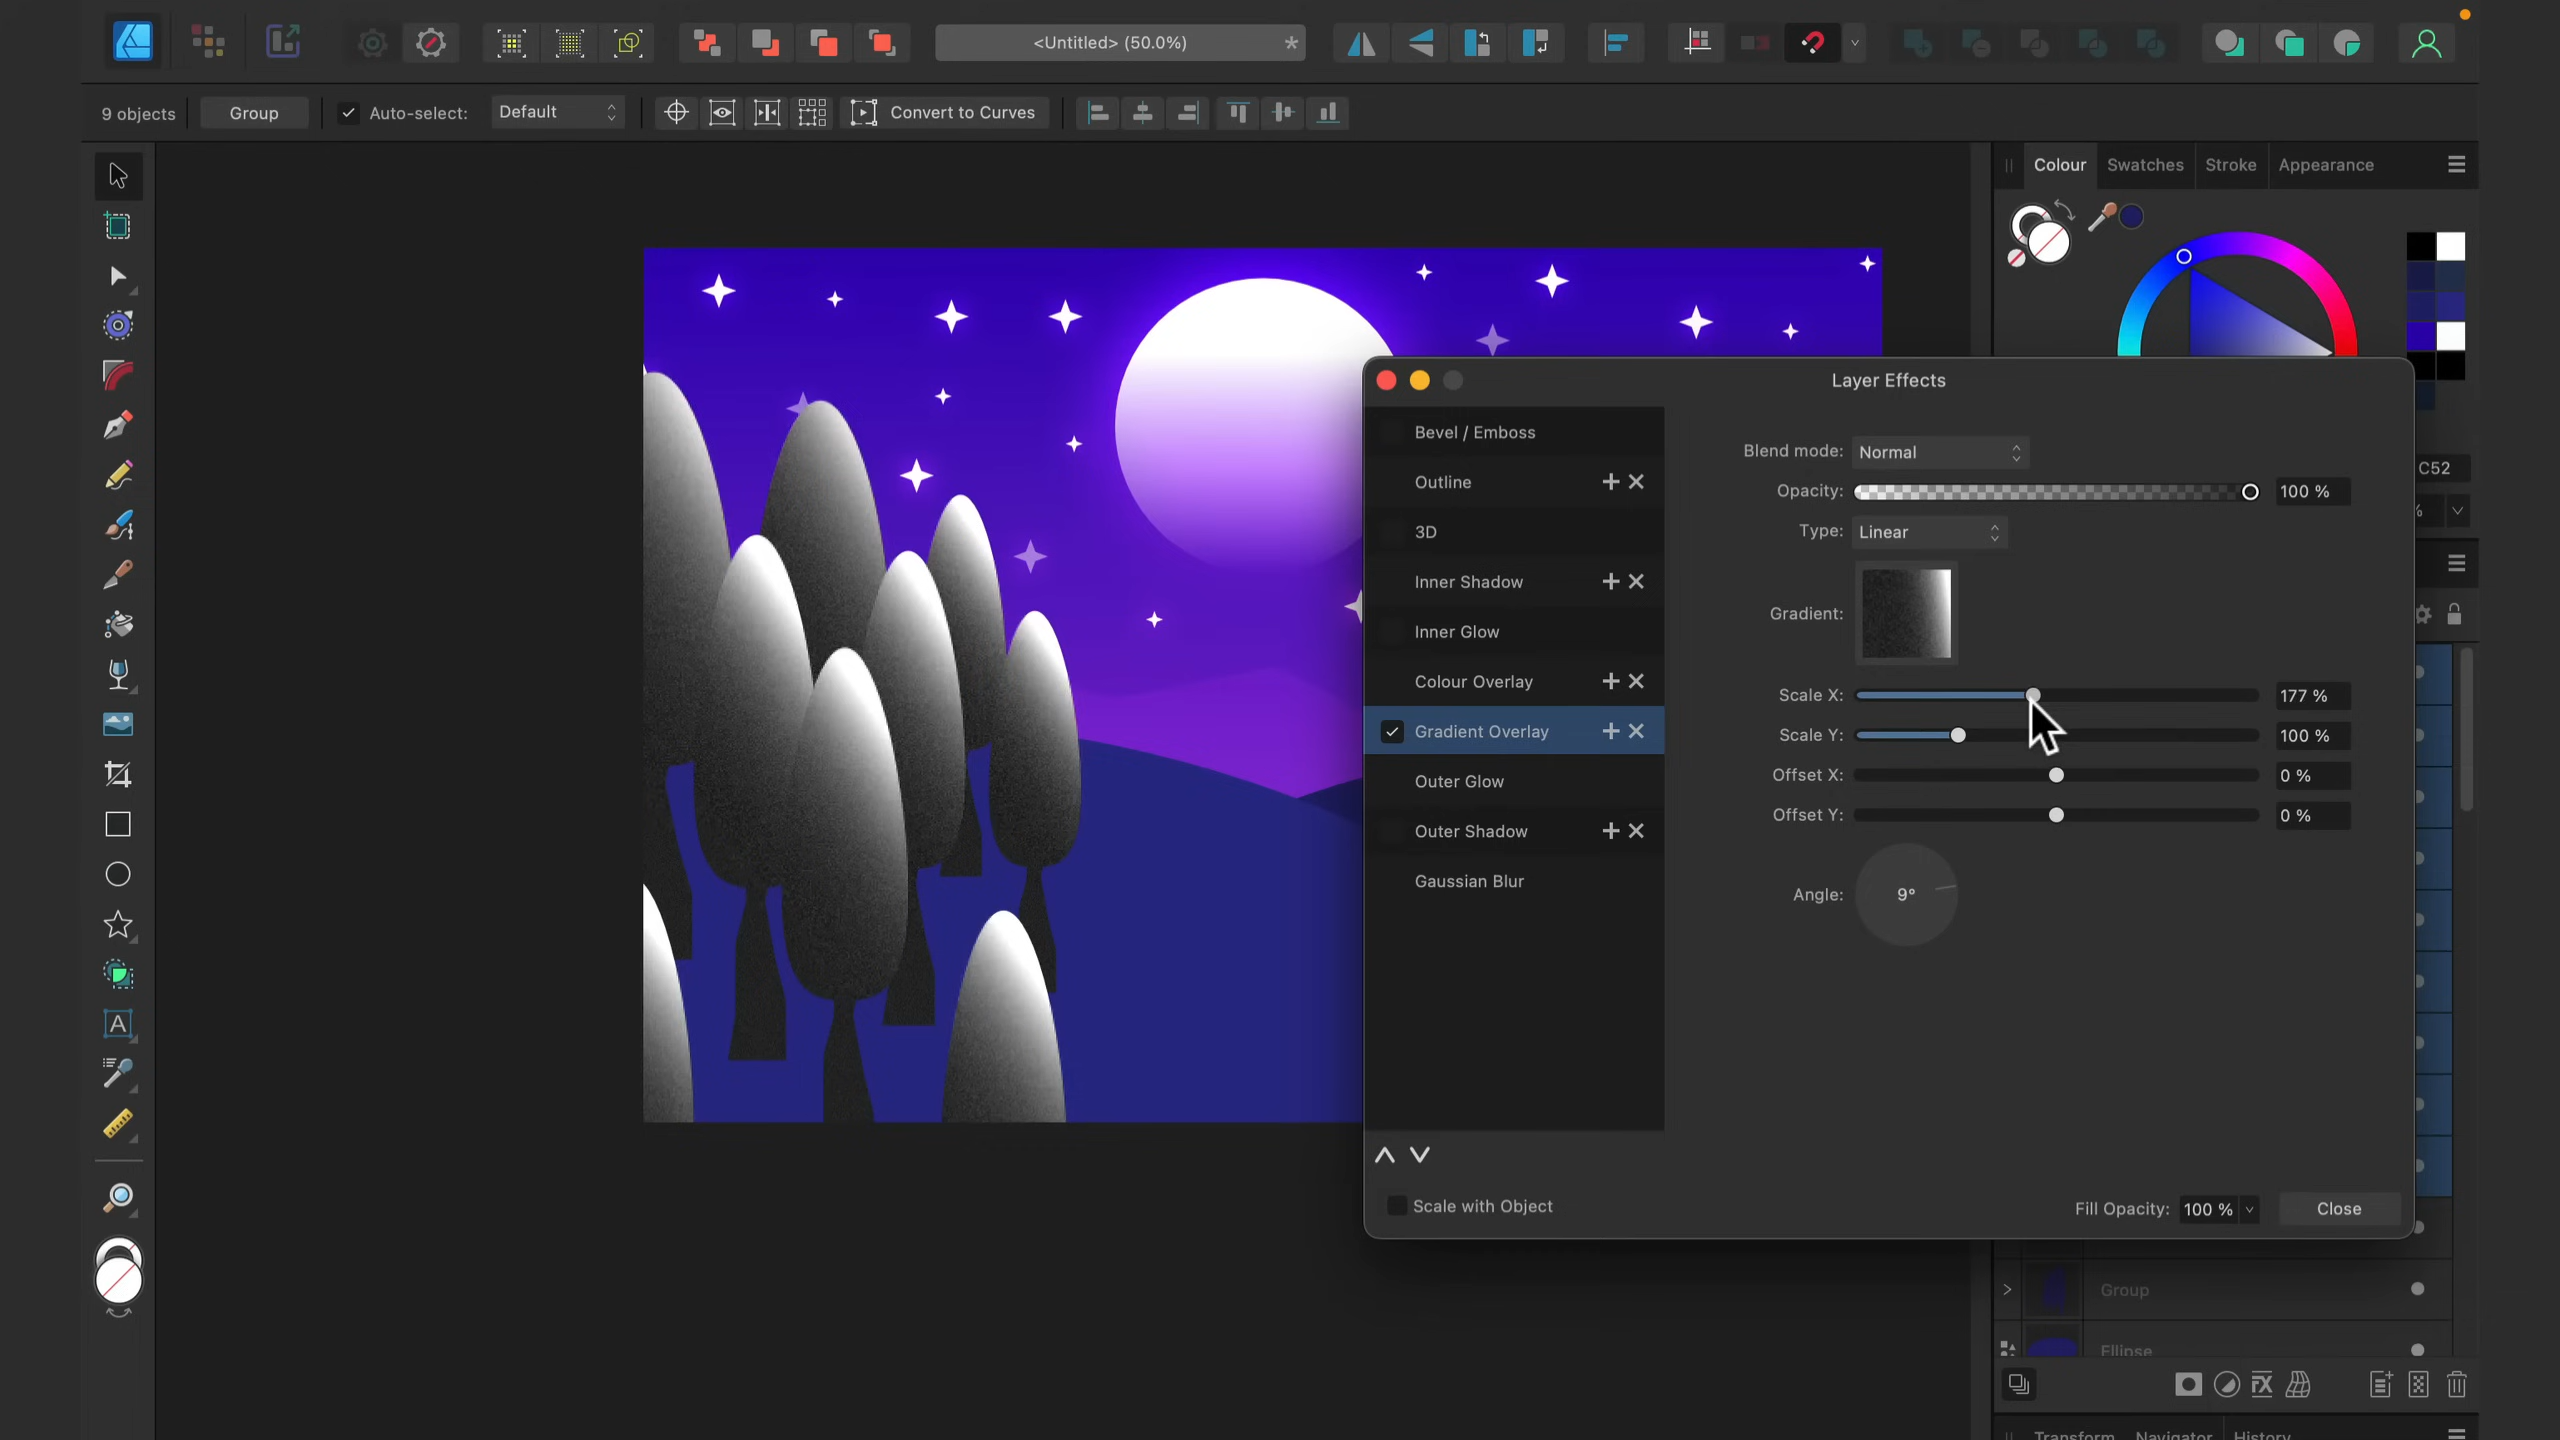 <Untitled> (50.0%)
*
9 objects
Group
Auto-select:
Default
Convert to Curves
Colour
Swatches
Stroke
Appearance
Layer Effects
Bevel / Emboss
Outline
3D
Inner Shadow
Inner Glow
Colour Overlay
Gradient Overlay
Outer Glow
Outer Shadow
Gaussian Blur
Blend mode: Normal
Opacity: 100 %
Type: Linear
Gradient:
Scale X: 177 %
Scale Y: 100 %
Offset X: 0 %
Offset Y: 0 %
Angle: 9°
C52
%
Scale with Object
Fill Opacity: 100 %
Close
Group
Ellipse
FX
A
Transform
Navigator
History